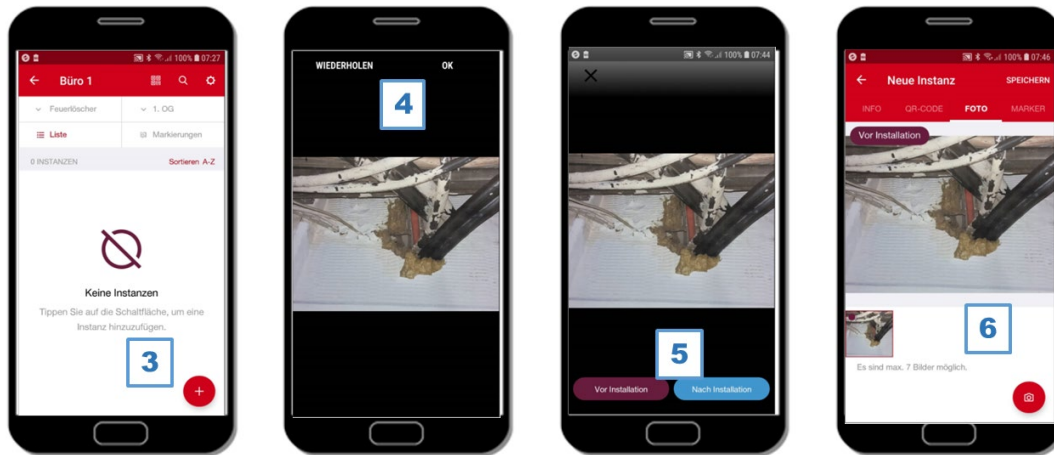 100% 07:27
Büro 1
Feuerlöscher
1. OG
Liste
Markierungen
0 INSTANZEN
Sortieren A-Z
Keine Instanzen
Tippen Sie auf die Schaltfläche, um eine
Instanz hinzuzufügen.
3
+
WIEDERHOLEN OK
4
100% 07:44
5
Vor Installation
Nach Installation
100% 07:46
Neue Instanz
SPEICHERN
INFO QR-CODE FOTO MARKER
Vor Installation
6
Es sind max. 7 Bilder möglich.